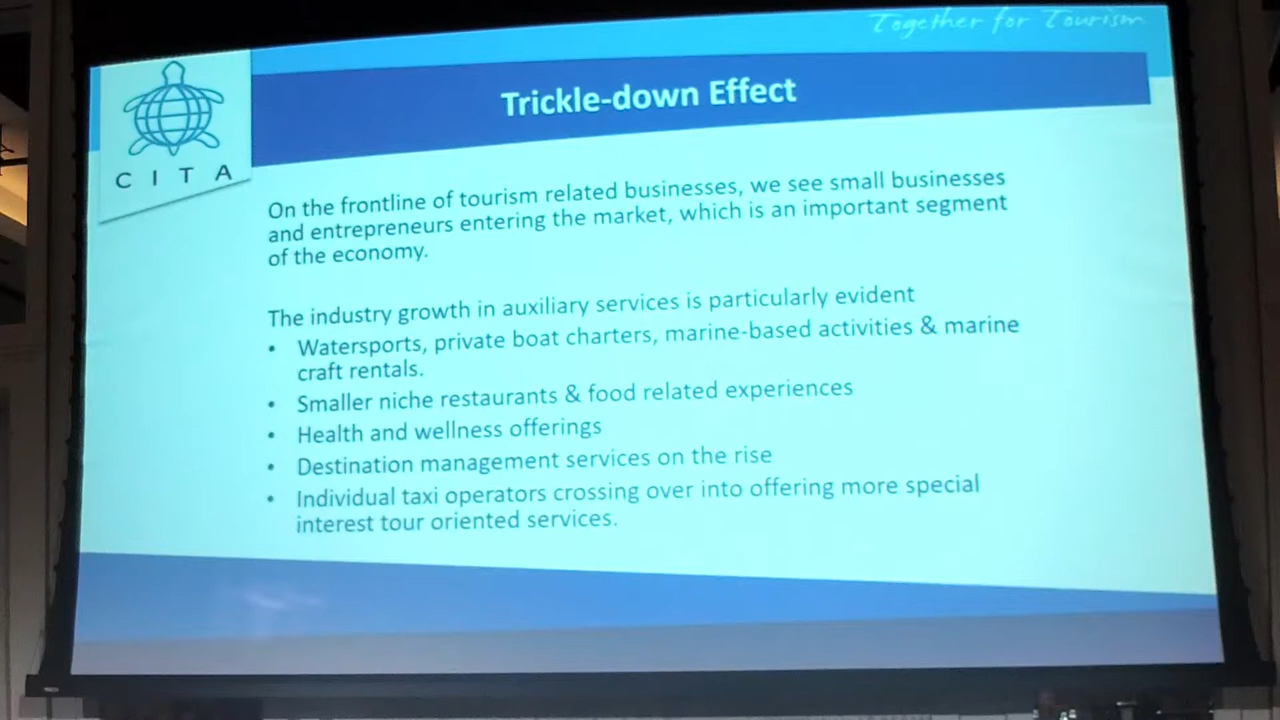 Together for Tourism
Trickle-down Effect
C I T A
On the frontline of tourism related businesses, we see small businesses
and entrepreneurs entering the market, which is an important segment
of the economy.
The industry growth in auxiliary services is particularly evident
• Watersports, private boat charters, marine-based activities & marine
craft rentals.
• Smaller niche restaurants & food related experiences
• Health and wellness offerings
• Destination management services on the rise
• Individual taxi operators crossing over into offering more special
interest tour oriented services.